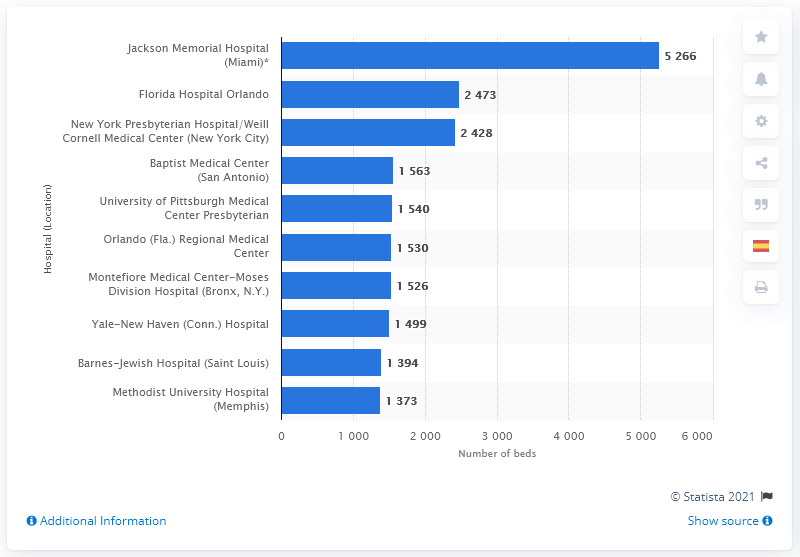 Jackson Memorial Hospital
(Miami)*
5 266
Florida Hospital Orlando
2 473
New York Presbyterian Hospital/Weill
Cornell Medical Center (New York City)
2 428
Baptist Medical Center
(San Antonio)
1 563
University of Pittsburgh Medical
Center Presbyterian
1 540
Orlando (Fla.) Regional Medical
Center
1 530
Montefiore Medical Center-Moses
Division Hospital (Bronx, N.Y.)
1 526
Yale-New Haven (Conn.) Hospital
1 499
Barnes-Jewish Hospital (Saint Louis)
1 394
Methodist University Hospital
(Memphis)
1 373
Hospital (Location)
0 1 000 2 000 3 000 4 000 5 000 6 000
Number of beds
© Statista 2021
Additional Information
Show source